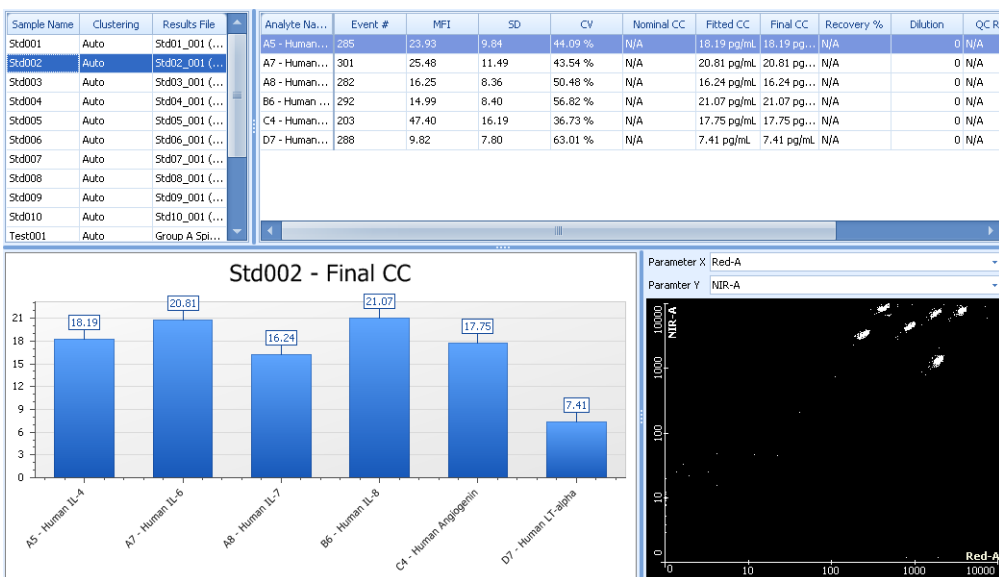 Sample Name Clustering Results File
Std001 Auto Std01_001 (...
Std002 Auto Std02_001 (...
Std003 Auto Std03_001 (...
Std004 Auto Std04_001 (...
Std005 Auto Std05_001 (...
Std006 Auto Std06_001 (...
Std007 Auto Std07_001 (...
Std008 Auto Std08_001 (...
Std009 Auto Std09_001 (...
Std010 Auto Std10_001 (...
Test001 Auto Group A Spi...
Analyte Na... Event # MFI SD CV Nominal CC Fitted CC Final CC Recovery % Dilution QC R
A5 - Human... 285 23.93 9.84 44.09 % N/A 18.19 pg/mL 18.19 pg... N/A 0 N/A
A7 - Human... 301 25.48 11.49 43.54 % N/A 20.81 pg/mL 20.81 pg... N/A 0 N/A
A8 - Human... 282 16.25 8.36 50.48 % N/A 16.24 pg/mL 16.24 pg... N/A 0 N/A
B6 - Human ... 292 14.99 8.40 56.82 % N/A 21.07 pg/mL 21.07 pg... N/A 0 N/A
C4 - Human... 203 47.40 16.19 36.73 % N/A 17.75 pg/mL 17.75 pg... N/A 0 N/A
D7 - Human... 288 9.82 7.80 63.01 % N/A 7.41 pg/mL 7.41 pg/mL N/A 0 N/A
Std002 - Final CC
21
18
15
12
9
6
3
0
18.19
20.81
16.24
21.07
17.75
7.41
A5 - Human IL-4
A7 - Human IL-6
A8 - Human IL-7
B6 - Human IL-8
C4 - Human Angiogenin
D7 - Human LT-alpha
Parameter X Red-A
Paramter Y NIR-A
NIR-A
10000
1000
100
10
0
0 10 100 1000 10000
Red-A